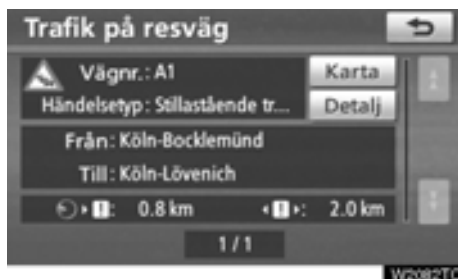 Trafik på resväg
Vägnr.: A1
Karta
Händelsetyp: Stillastående tr...
Detalj
Från: Köln-Bocklemünd
Till: Köln-Lövenich
0.8 km
2.0 km
1/1
W2082TC